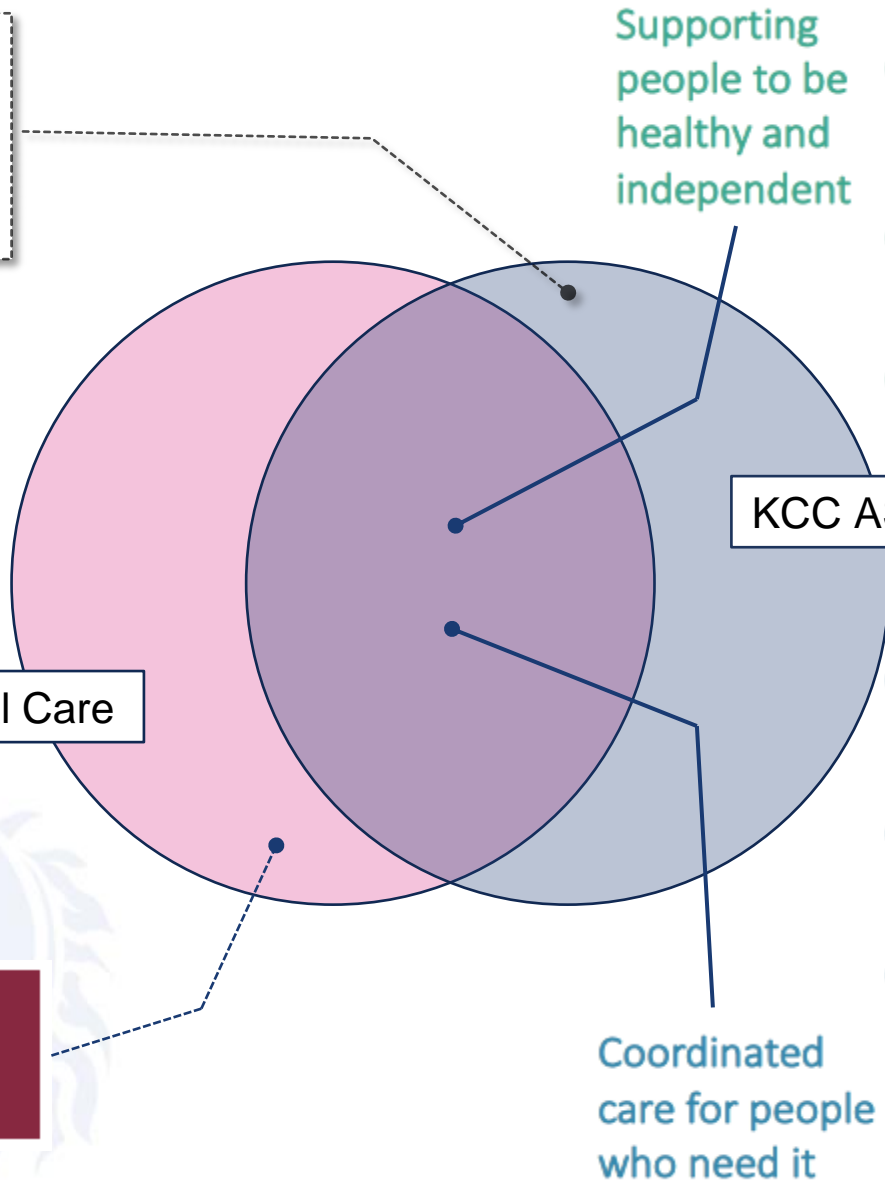 Supporting
people to be
healthy and
independent
KCC
l Care
Coordinated
care for people
who need it